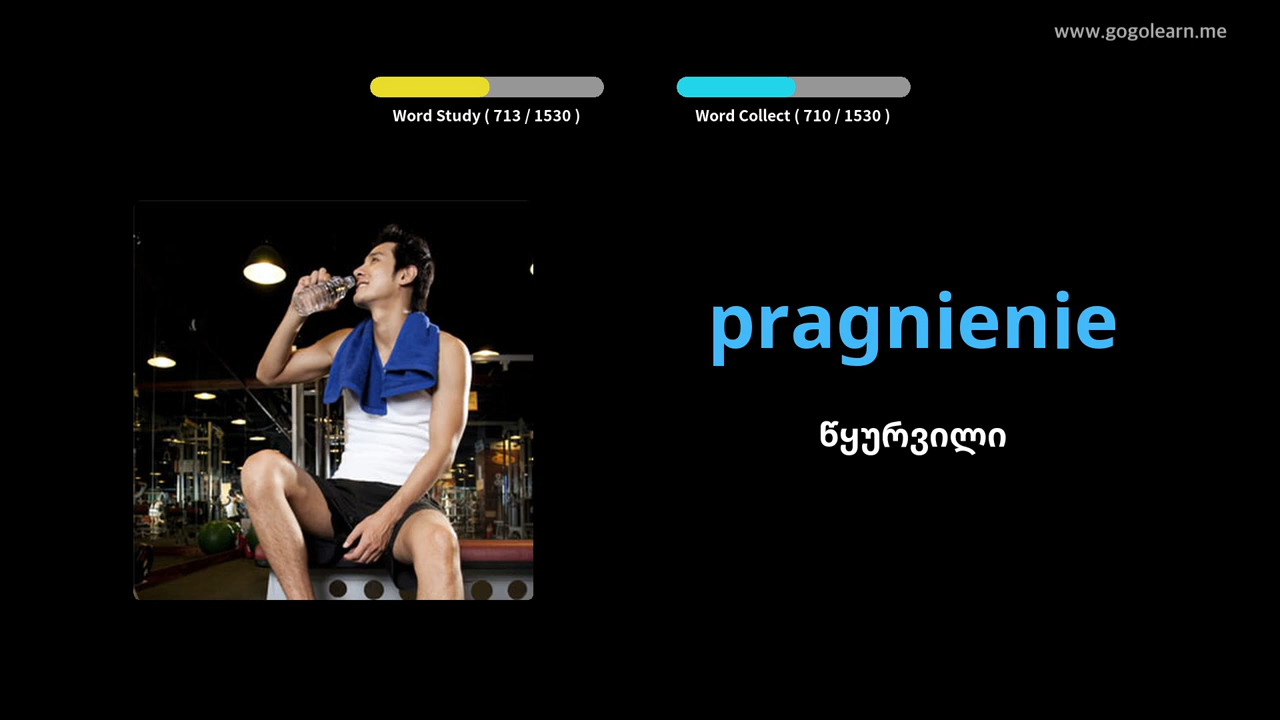 www.gogolearn.me
Word Study ( 713 / 1530 )
Word Collect ( 710 / 1530 )
pragnienie
წყურვილი